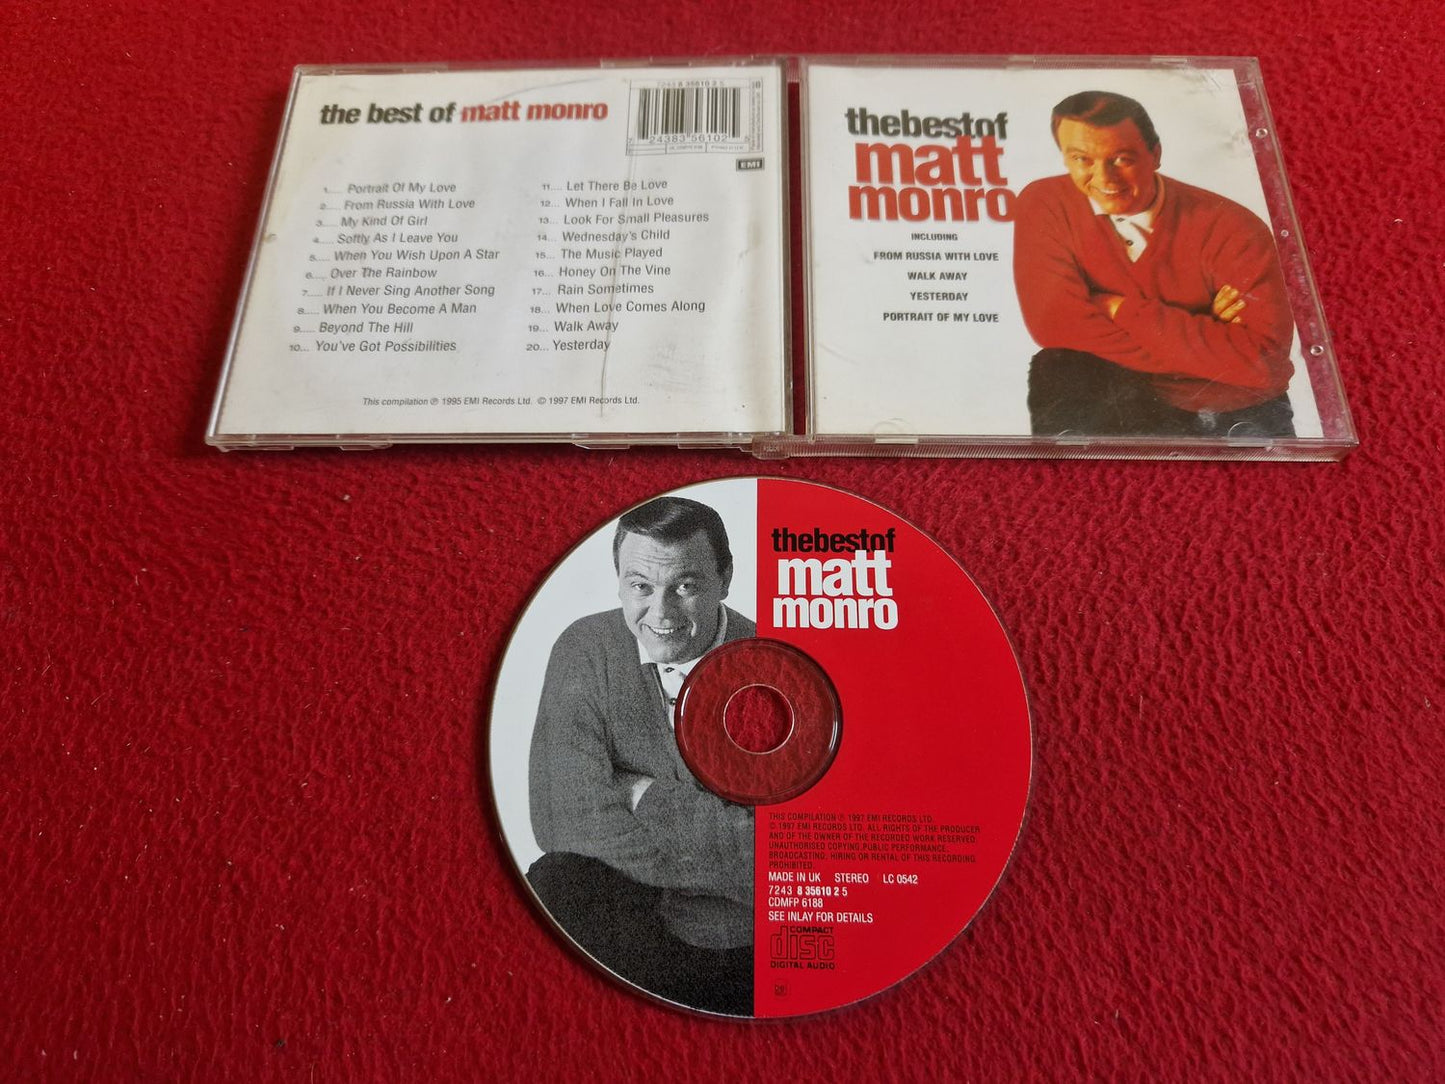 the best of matt monro
7243 8 35610 2 5
7 24383 56102 5
EMI
1.... Portrait Of My Love
2..... From Russia With Love
3..... My Kind Of Girl
4..... Softly As I Leave You
5..... When You Wish Upon A Star
6..... Over The Rainbow
7..... If I Never Sing Another Song
8..... When You Become A Man
9..... Beyond The Hill
10... You've Got Possibilities
11.... Let There Be Love
12... When I Fall In Love
13... Look For Small Pleasures
14... Wednesday's Child
15... The Music Played
16... Honey On The Vine
17... Rain Sometimes
18... When Love Comes Along
19... Walk Away
20... Yesterday
This compilation ℗ 1995 EMI Records Ltd. © 1997 EMI Records Ltd.
thebestof
matt
monro
INCLUDING
FROM RUSSIA WITH LOVE
WALK AWAY
YESTERDAY
PORTRAIT OF MY LOVE
thebestof
matt
monro
THIS COMPILATION ℗ 1997 EMI RECORDS LTD.
© 1997 EMI RECORDS LTD. ALL RIGHTS OF THE PRODUCER
AND OF THE OWNER OF THE RECORDED WORK RESERVED.
UNAUTHORISED COPYING, PUBLIC PERFORMANCE,
BROADCASTING, HIRING OR RENTAL OF THIS RECORDING
PROHIBITED.
MADE IN UK STEREO LC 0542
7243 8 35610 2 5
CDMFP 6188
SEE INLAY FOR DETAILS
COMPACT
disc
DIGITAL AUDIO